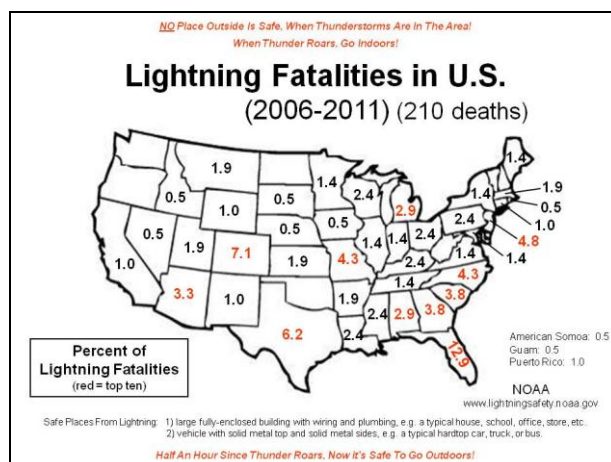 NO Place Outside Is Safe, When Thunderstorms Are In The Area!
When Thunder Roars, Go Indoors!
Lightning Fatalities in U.S.
(2006-2011) (210 deaths)
1.9
1.4
1.4
0.5
1.0
0.5
2.4
2.9
1.4
1.9
0.5
1.0
0.5
0.5
0.5
1.4
1.4
2.4
2.4
4.8
1.4
1.0
1.9
7.1
1.9
4.3
2.4
1.4
4.3
1.4
3.3
1.0
1.9
2.4
2.9
3.8
3.8
6.2
2.4
12.9
American Somoa: 0.5
Guam: 0.5
Puerto Rico: 1.0
Percent of
Lightning Fatalities
(red = top ten)
NOAA
www.lightningsafety.noaa.gov
Safe Places From Lightning: 1) large fully-enclosed building with wiring and plumbing, e.g. a typical house, school, office, store, etc.
2) vehicle with solid metal top and solid metal sides, e.g. a typical hardtop car, truck, or bus.
Half An Hour Since Thunder Roars, Now It's Safe To Go Outdoors!